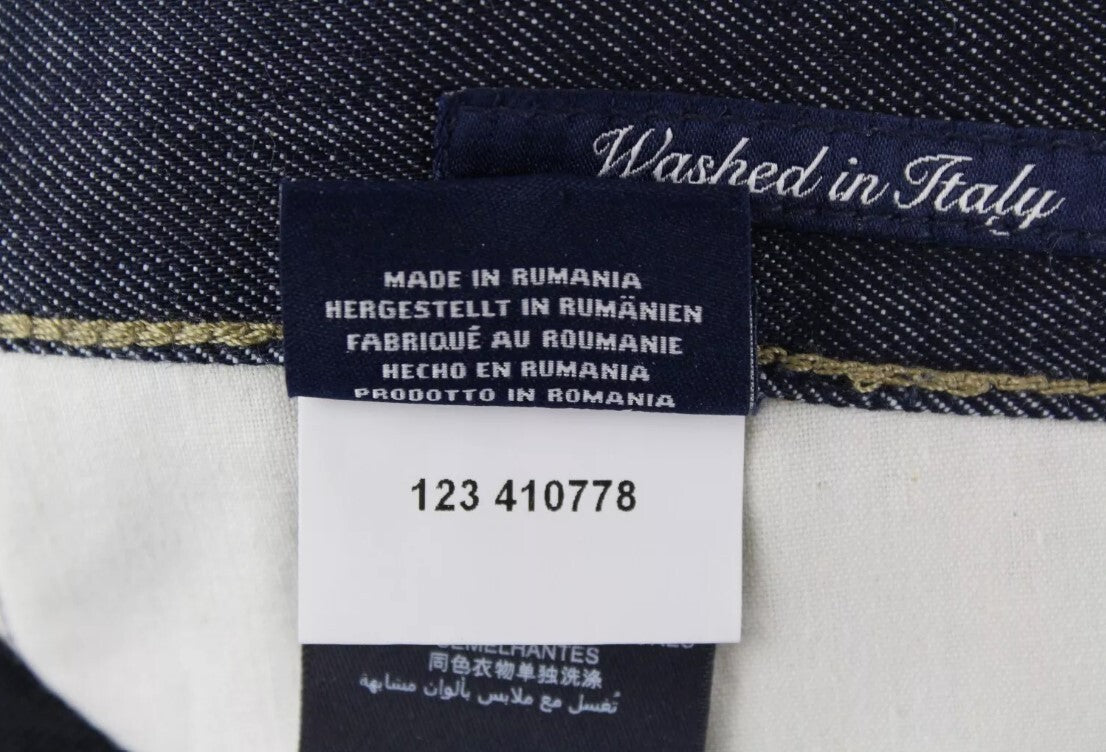 Washed in Italy
MADE IN RUMANIA
HERGESTELLT IN RUMÄNIEN
FABRIQUÉ AU ROUMANIE
HECHO EN RUMANIA
PRODOTTO IN ROMANIA
123 410778
SEMELHANTES
同色衣物单独洗涤
تُغسل مع ملابس بألوان مشابهة